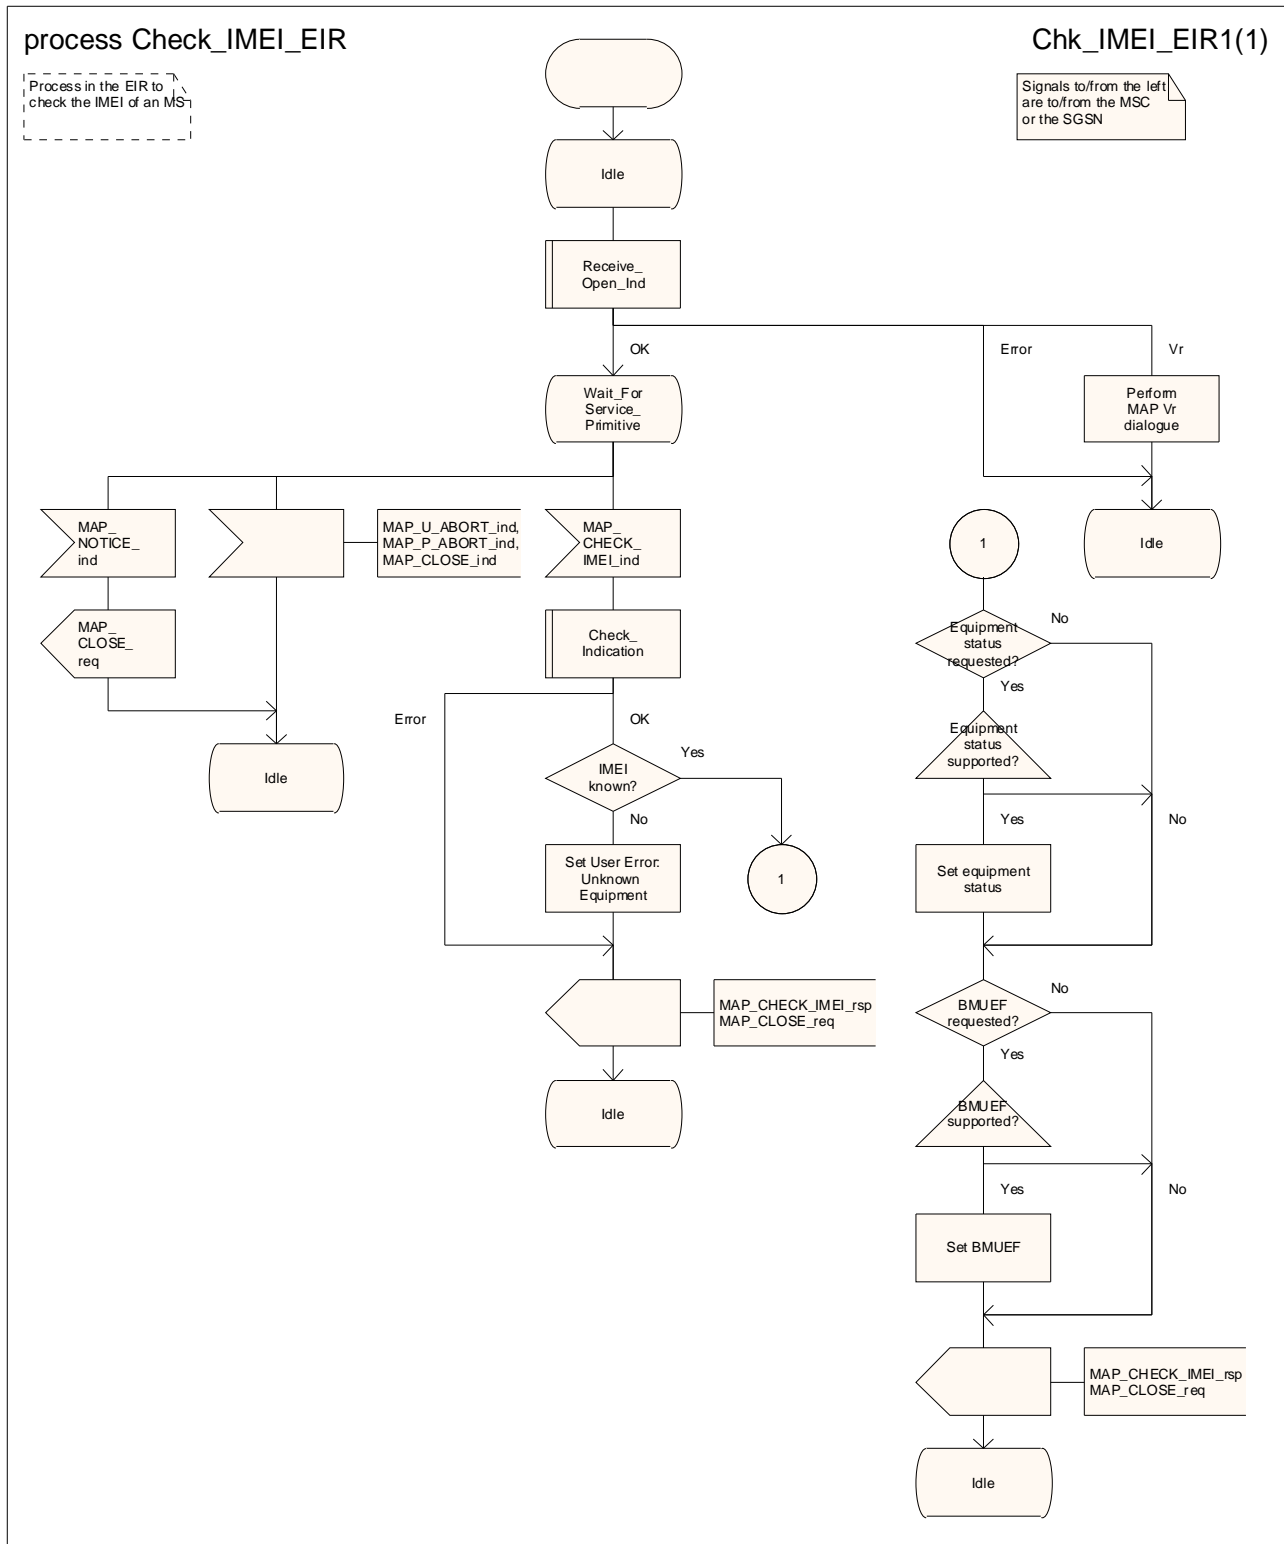 process Check_IMEI_EIR
Chk_IMEI_EIR1(1)
Process in the EIR to
check the IMEI of an MS
Signals to/from the left
are to/from the MSC
or the SGSN
Idle
Receive_
Open_Ind
OK
Error
Vr
Wait_For
Service_
Primitive
Perform
MAP Vr
dialogue
MAP_
NOTICE_
ind
MAP_U_ABORT_ind,
MAP_P_ABORT_ind,
MAP_CLOSE_ind
MAP_
CHECK_
IMEI_ind
1
Idle
MAP_
CLOSE_
req
Check_
Indication
Equipment
status
requested?
No
Yes
Error
OK
Equipment
status
supported?
Idle
IMEI
known?
Yes
No
Yes
No
Set User Error:
Unknown
Equipment
1
Set equipment
status
MAP_CHECK_IMEI_rsp
MAP_CLOSE_req
BMUEF
requested?
No
Yes
Idle
BMUEF
supported?
Yes
No
Set BMUEF
MAP_CHECK_IMEI_rsp
MAP_CLOSE_req
Idle